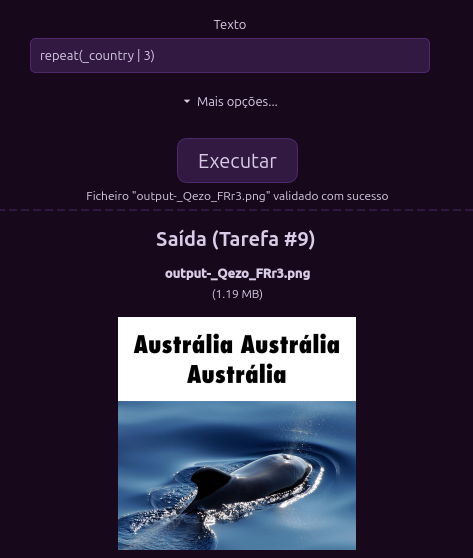 Texto
repeat(_country | 3)
Mais opções...
Executar
Ficheiro "output-_Qezo_FRr3.png" validado com sucesso
Saída (Tarefa #9)
output-_Qezo_FRr3.png
(1.19 MB)
Austrália Austrália
Austrália